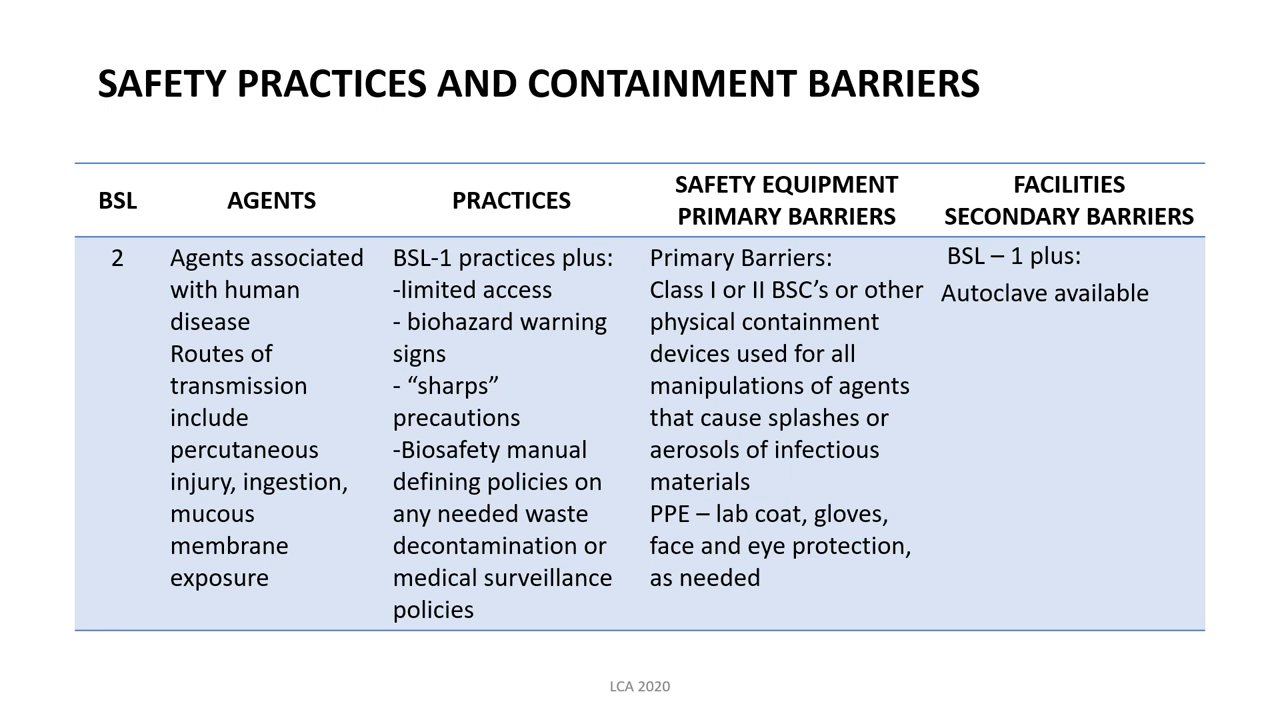 SAFETY PRACTICES AND CONTAINMENT BARRIERS
BSL
AGENTS
PRACTICES
SAFETY EQUIPMENT
PRIMARY BARRIERS
FACILITIES
SECONDARY BARRIERS
2
Agents associated
with human
disease
Routes of
transmission
include
percutaneous
injury, ingestion,
mucous
membrane
exposure
BSL-1 practices plus:
-limited access
- biohazard warning
signs
- “sharps”
precautions
-Biosafety manual
defining policies on
any needed waste
decontamination or
medical surveillance
policies
Primary Barriers:
Class I or II BSC’s or other
physical containment
devices used for all
manipulations of agents
that cause splashes or
aerosols of infectious
materials
PPE – lab coat, gloves,
face and eye protection,
as needed
BSL – 1 plus:
Autoclave available
LCA 2020